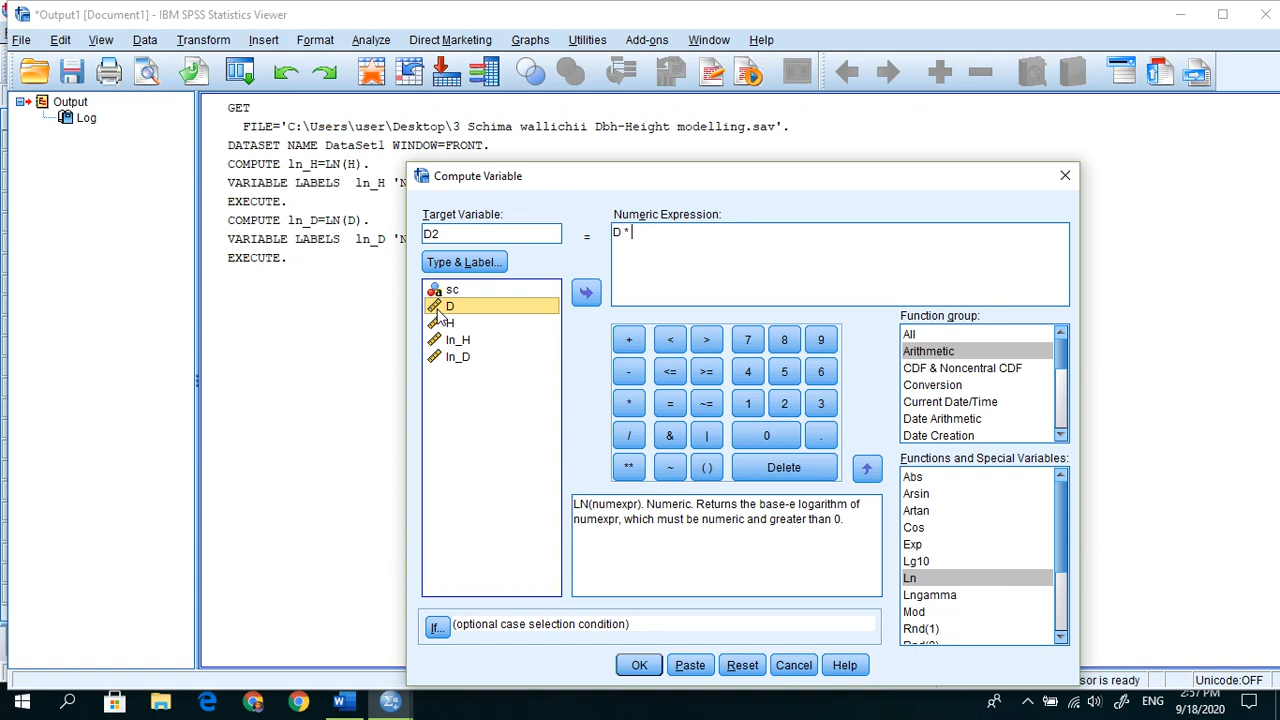 *Output1 [Document1] - IBM SPSS Statistics Viewer
File Edit View Data Transform Insert Format Analyze Direct Marketing Graphs Utilities Add-ons Window Help
Output
Log
GET
FILE='C:\Users\user\Desktop\3 Schima wallichii Dbh-Height modelling.sav'.
DATASET NAME DataSet1 WINDOW=FRONT.
COMPUTE ln_H=LN(H).
VARIABLE LABELS ln_H 'N
EXECUTE.
COMPUTE ln_D=LN(D).
VARIABLE LABELS ln_D 'N
EXECUTE.
Compute Variable
Target Variable:
D2
=
Type & Label...
sc
D
H
ln_H
ln_D
Numeric Expression:
D *
+ < > 7 8 9
- <= >= 4 5 6
* = ~= 1 2 3
/ & | 0 .
** ~ ( ) Delete
Function group:
All
Arithmetic
CDF & Noncentral CDF
Conversion
Current Date/Time
Date Arithmetic
Date Creation
LN(numexpr). Numeric. Returns the base-e logarithm of
numexpr, which must be numeric and greater than 0.
Functions and Special Variables:
Abs
Arsin
Artan
Cos
Exp
Lg10
Ln
Lngamma
Mod
Rnd(1)
If... (optional case selection condition)
OK Paste Reset Cancel Help
sor is ready Unicode:OFF
ENG
2:57 PM
9/18/2020